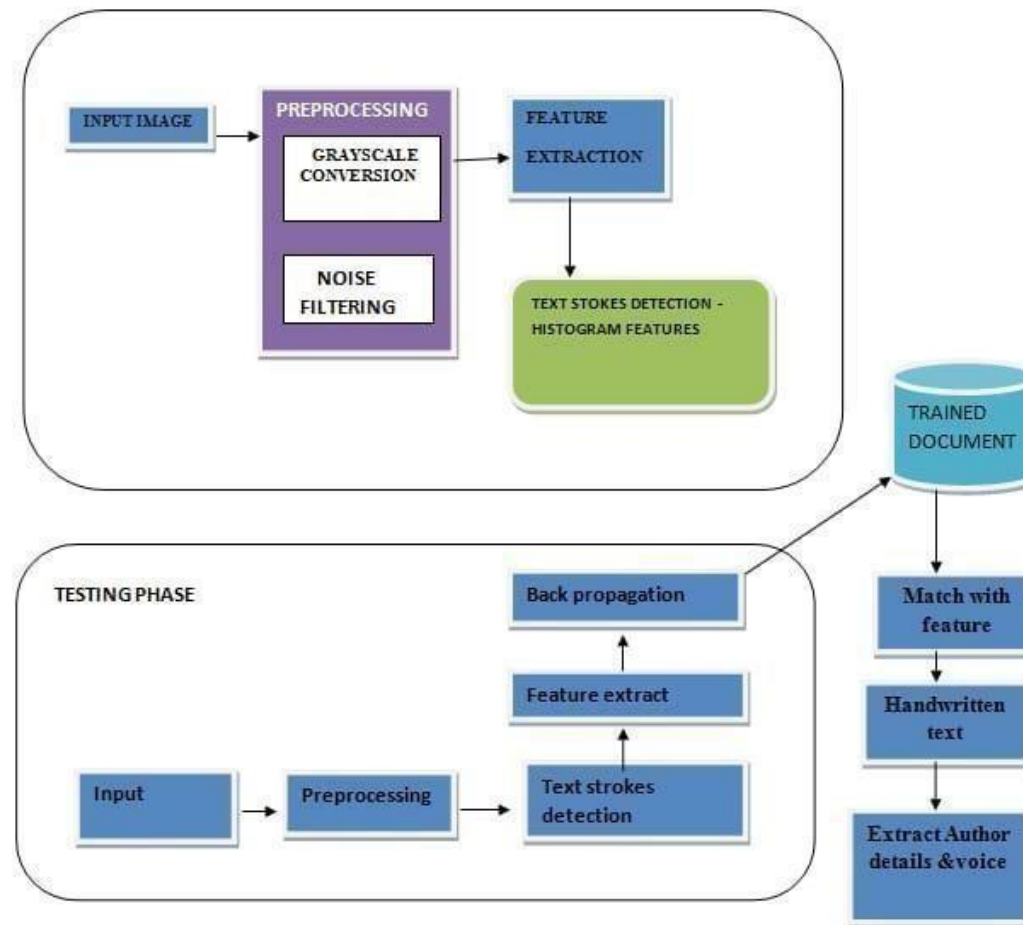 INPUT IMAGE
PREPROCESSING
GRAYSCALE
CONVERSION
NOISE
FILTERING
FEATURE
EXTRACTION
TEXT STOKES DETECTION -
HISTOGRAM FEATURES
TRAINED
DOCUMENT
TESTING PHASE
Back propagation
Feature extract
Input
Preprocessing
Text strokes
detection
Match with
feature
Handwritten
text
Extract Author
details &voice